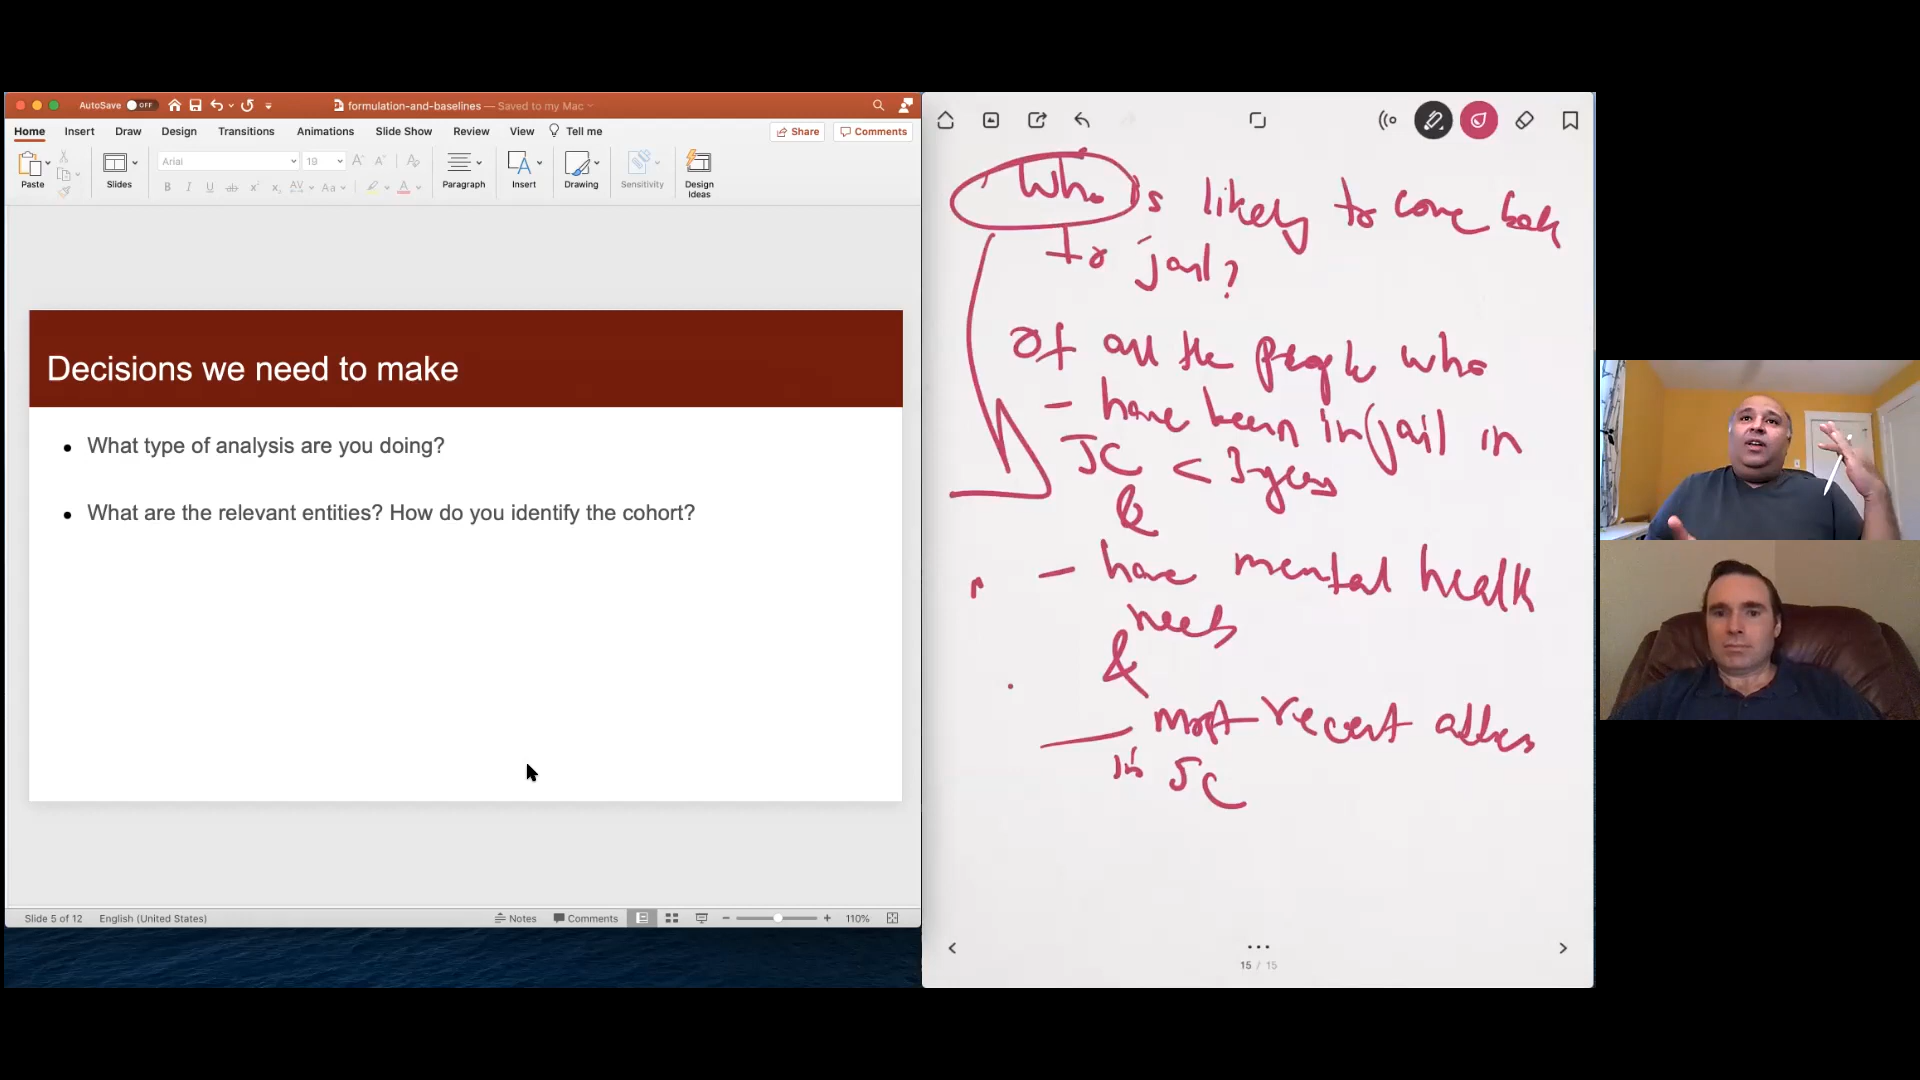 AutoSave OFF
formulation-and-baselines — Saved to my Mac
Home Insert Draw Design Transitions Animations Slide Show Review View Tell me
Share Comments
Arial 19
Paste Slides B I U ab x² x₂ AV Aa A Paragraph Insert Drawing Sensitivity Design Ideas
Decisions we need to make
• What type of analysis are you doing?
• What are the relevant entities? How do you identify the cohort?
Slide 5 of 12 English (United States) Notes Comments 110%
Who is likely to come back
to jail?
Of all the people who
- have been in jail in
JC < 3 years
&
- have mental health
needs
&
- most recent address
in JC
15 / 15